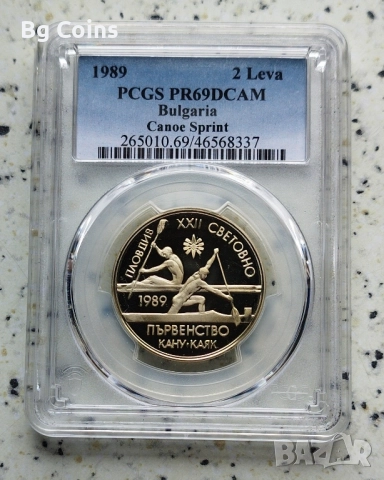 Bg Coins
1989 2 Leva
PCGS PR69DCAM
Bulgaria
Canoe Sprint
265010.69/46568337
ПЛОВДИВ XXII СВЕТОВНО
1989
ПЪРВЕНСТВО
КАНУ·КАЯК
BAZAR